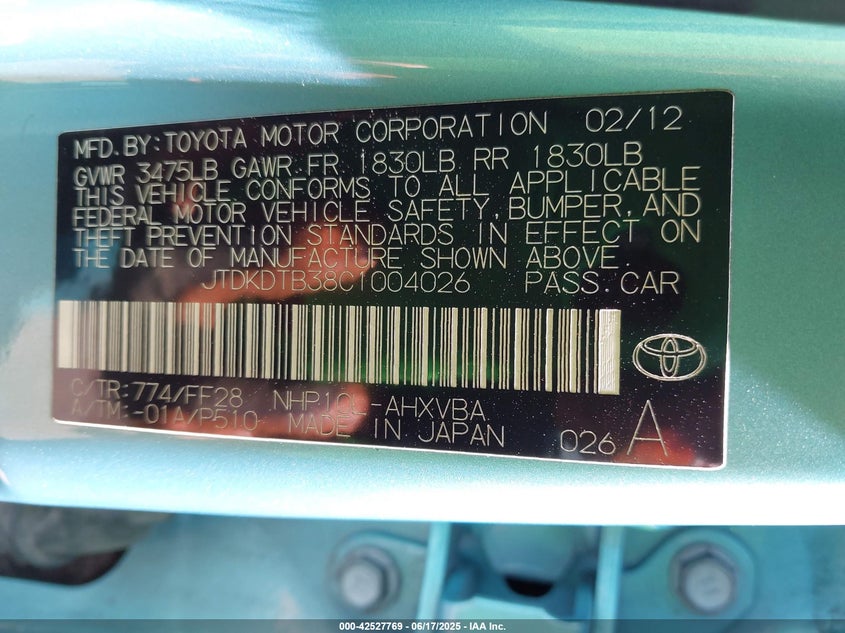 MFD.BY:TOYOTA MOTOR CORPORATION 02/12
GVWR 3475LB GAWR FR 1830LB RR 1830LB
THIS VEHICLE CONFORMS TO ALL APPLICABLE
FEDERAL MOTOR VEHICLE SAFETY, BUMPER, AND
THEFT PREVENTION STANDARDS IN EFFECT ON
THE DATE OF MANUFACTURE SHOWN ABOVE.
JTDKDTB38C1004026 PASS.CAR
C/TR:774/FF28 NHP10L-AHXVBA
A/TM:-01A/P510 MADE IN JAPAN
026 A
000-42527769 - 06/17/2025 - IAA Inc.